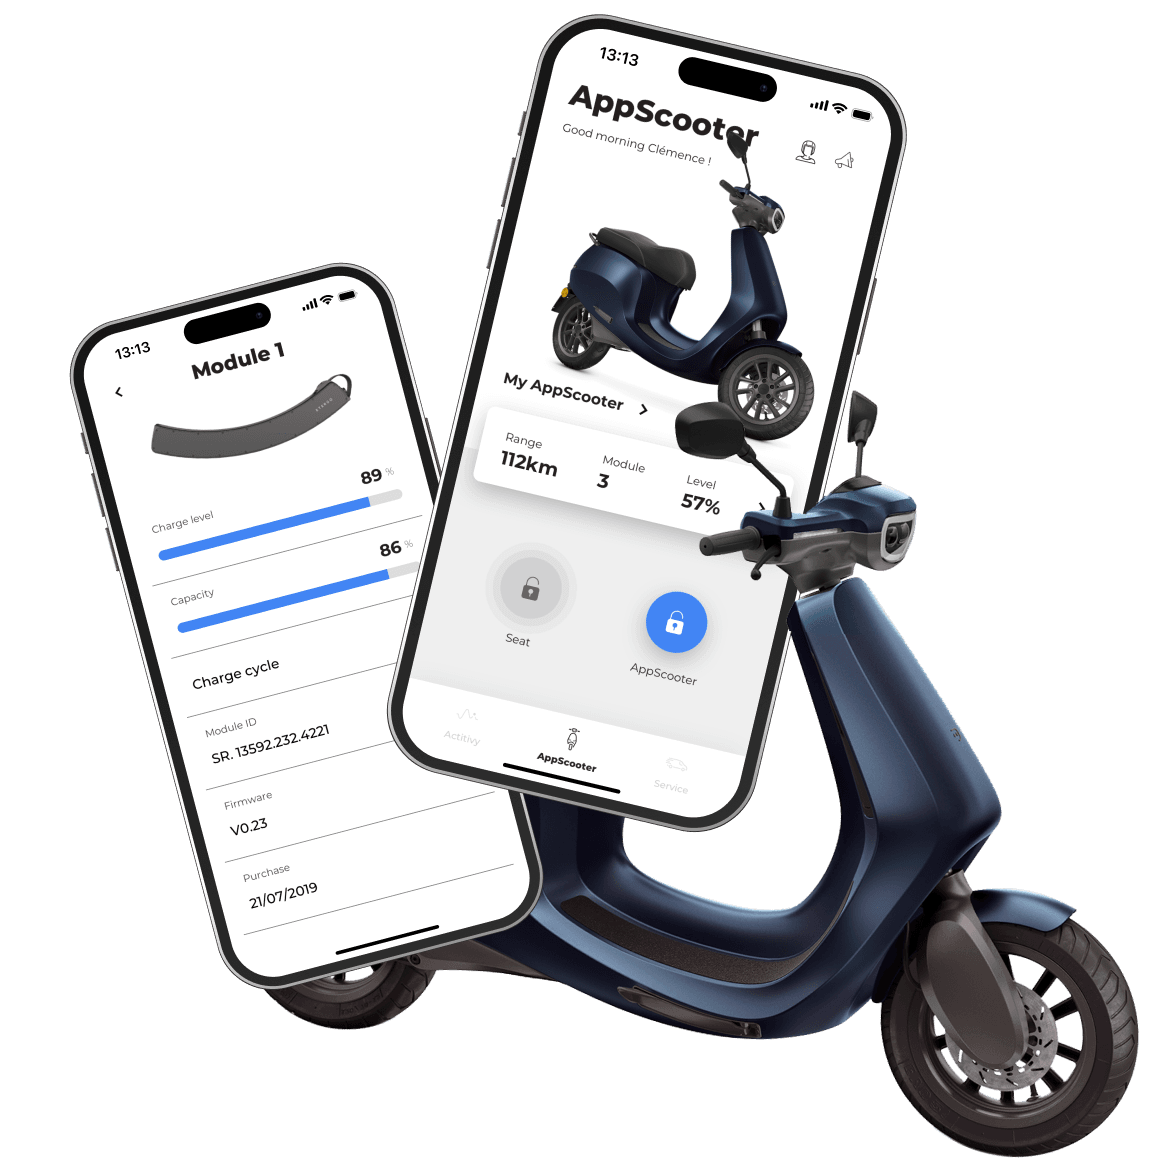 13:13
Module 1
ETERGO
89 %
Charge level
86 %
Capacity
Charge cycle
Module ID
SR. 13592.232.4221
Firmware
V0.23
Purchase
21/07/2019
13:13
AppScooter
Good morning Clémence !
My AppScooter
Range
112km
Module
3
Level
57%
Seat
AppScooter
Actitivy
AppScooter
Service